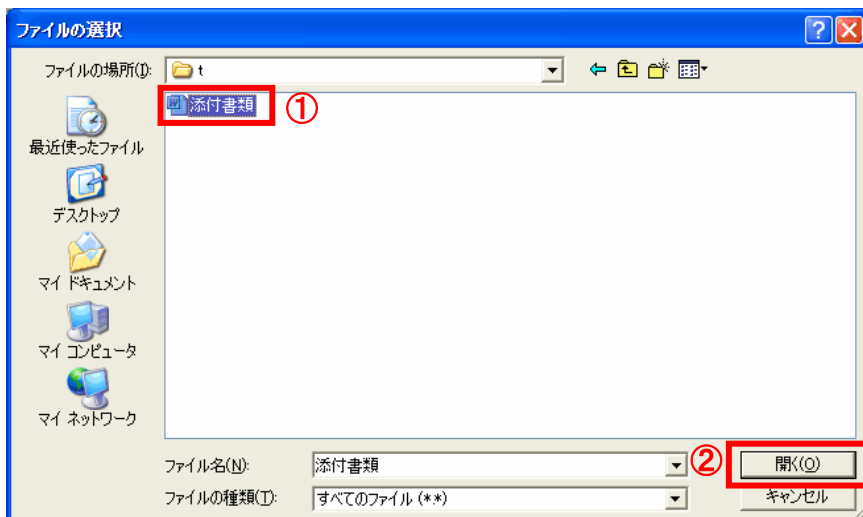 ファイルの選択
ファイルの場所(I): t
添付書類 ①
最近使ったファイル
デスクトップ
マイ ドキュメント
マイ コンピュータ
マイ ネットワーク
ファイル名(N): 添付書類 ② 開く(O)
ファイルの種類(T): すべてのファイル (*.*) キャンセル